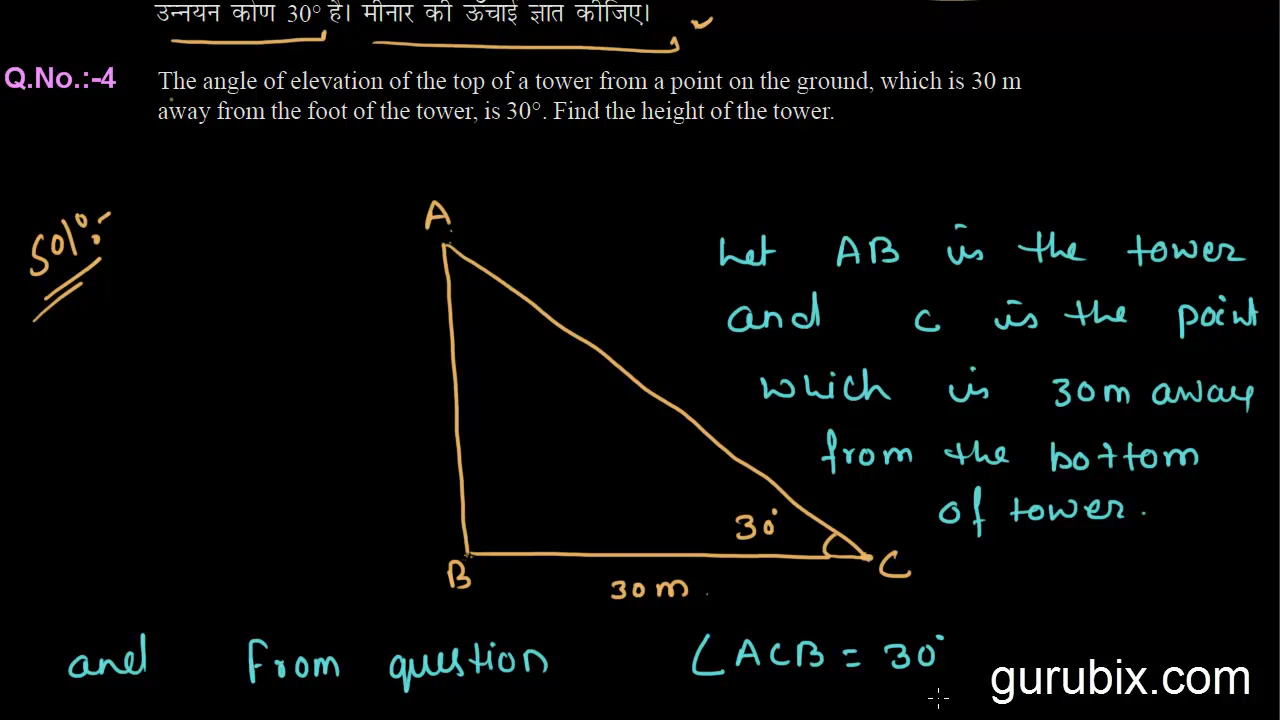 उन्नयन कोण 30° है। मीनार की ऊँचाई ज्ञात कीजिए।
Q.No.:-4 The angle of elevation of the top of a tower from a point on the ground, which is 30 m
away from the foot of the tower, is 30°. Find the height of the tower.
Solⁿ:-
A
Let AB is the tower
and C is the point
which is 30m away
from the bottom
of tower.
30°
B
C
30 m
and from question ∠ACB = 30°
gurubix.com